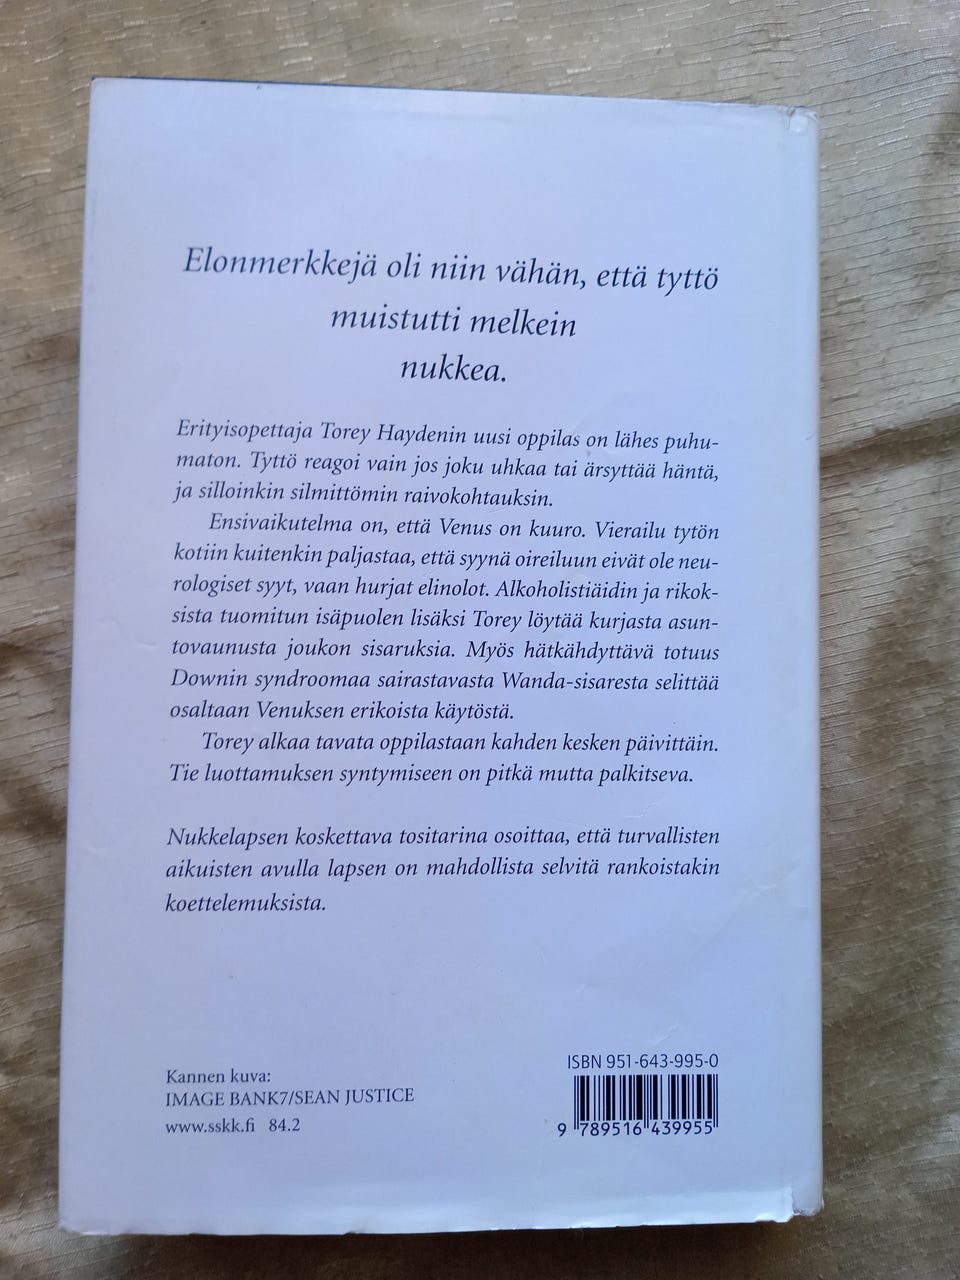 Elonmerkkejä oli niin vähän, että tyttö
muistutti melkein
nukkea.
Erityisopettaja Torey Haydenin uusi oppilas on lähes puhu-
maton. Tyttö reagoi vain jos joku uhkaa tai ärsyttää häntä,
ja silloinkin silmittömin raivokohtauksin.
Ensivaikutelma on, että Venus on kuuro. Vierailu tytön
kotiin kuitenkin paljastaa, että syynä oireiluun eivät ole neu-
rologiset syyt, vaan hurjat elinolot. Alkoholistiäidin ja rikok-
sista tuomitun isäpuolen lisäksi Torey löytää kurjasta asun-
tovaunusta joukon sisaruksia. Myös hätkähdyttävä totuus
Downin syndroomaa sairastavasta Wanda-sisaresta selittää
osaltaan Venuksen erikoista käytöstä.
Torey alkaa tavata oppilastaan kahden kesken päivittäin.
Tie luottamuksen syntymiseen on pitkä mutta palkitseva.
Nukkelapsen koskettava tositarina osoittaa, että turvallisten
aikuisten avulla lapsen on mahdollista selvitä rankoistakin
koettelemuksista.
Kannen kuva:
IMAGE BANK7/SEAN JUSTICE
www.sskk.fi 84.2
ISBN 951-643-995-0
9 789516 439955